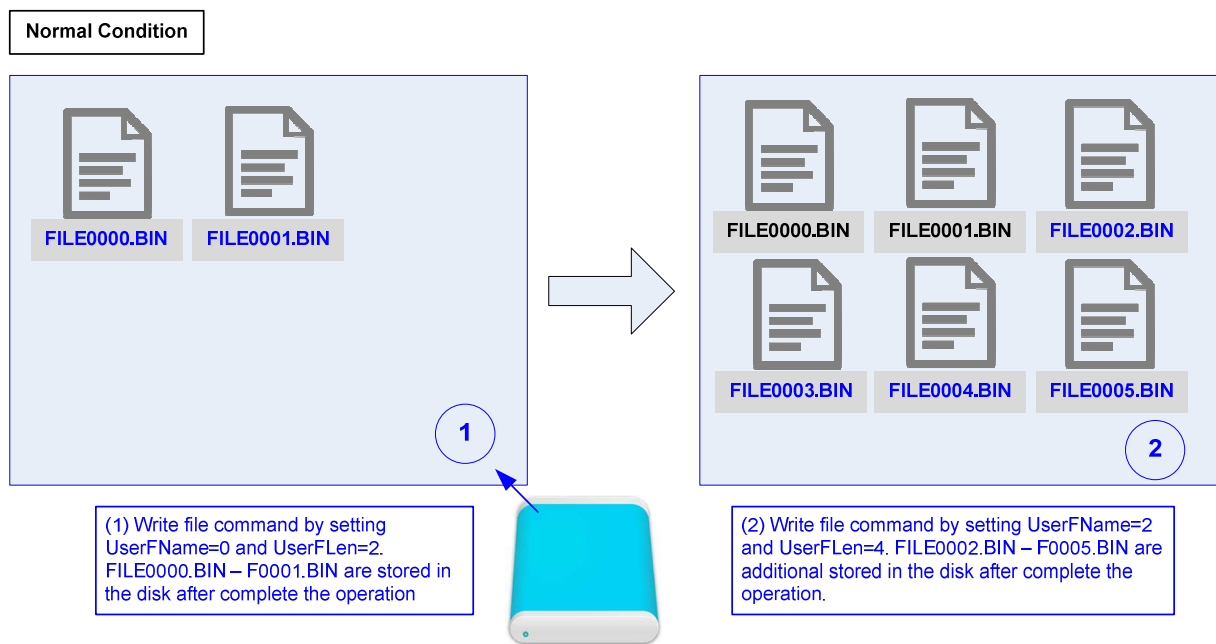 Normal Condition
FILE0000.BIN FILE0001.BIN
1
(1) Write file command by setting
UserFName=0 and UserFLen=2.
FILE0000.BIN – F0001.BIN are stored in
the disk after complete the operation
FILE0000.BIN FILE0001.BIN FILE0002.BIN
FILE0003.BIN FILE0004.BIN FILE0005.BIN
2
(2) Write file command by setting UserFName=2
and UserFLen=4. FILE0002.BIN – F0005.BIN are
additional stored in the disk after complete the
operation.